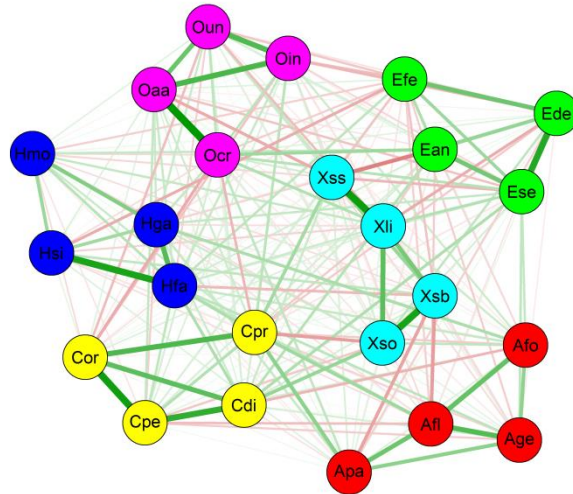 Oun
Oin
Efe
Oaa
Ede
Hmo
Ocr
Ean
Xss
Ese
Hga
Xli
Hsi
Hfa
Xsb
Cpr
Xso
Afo
Cor
Cdi
Cpe
Afl
Age
Apa